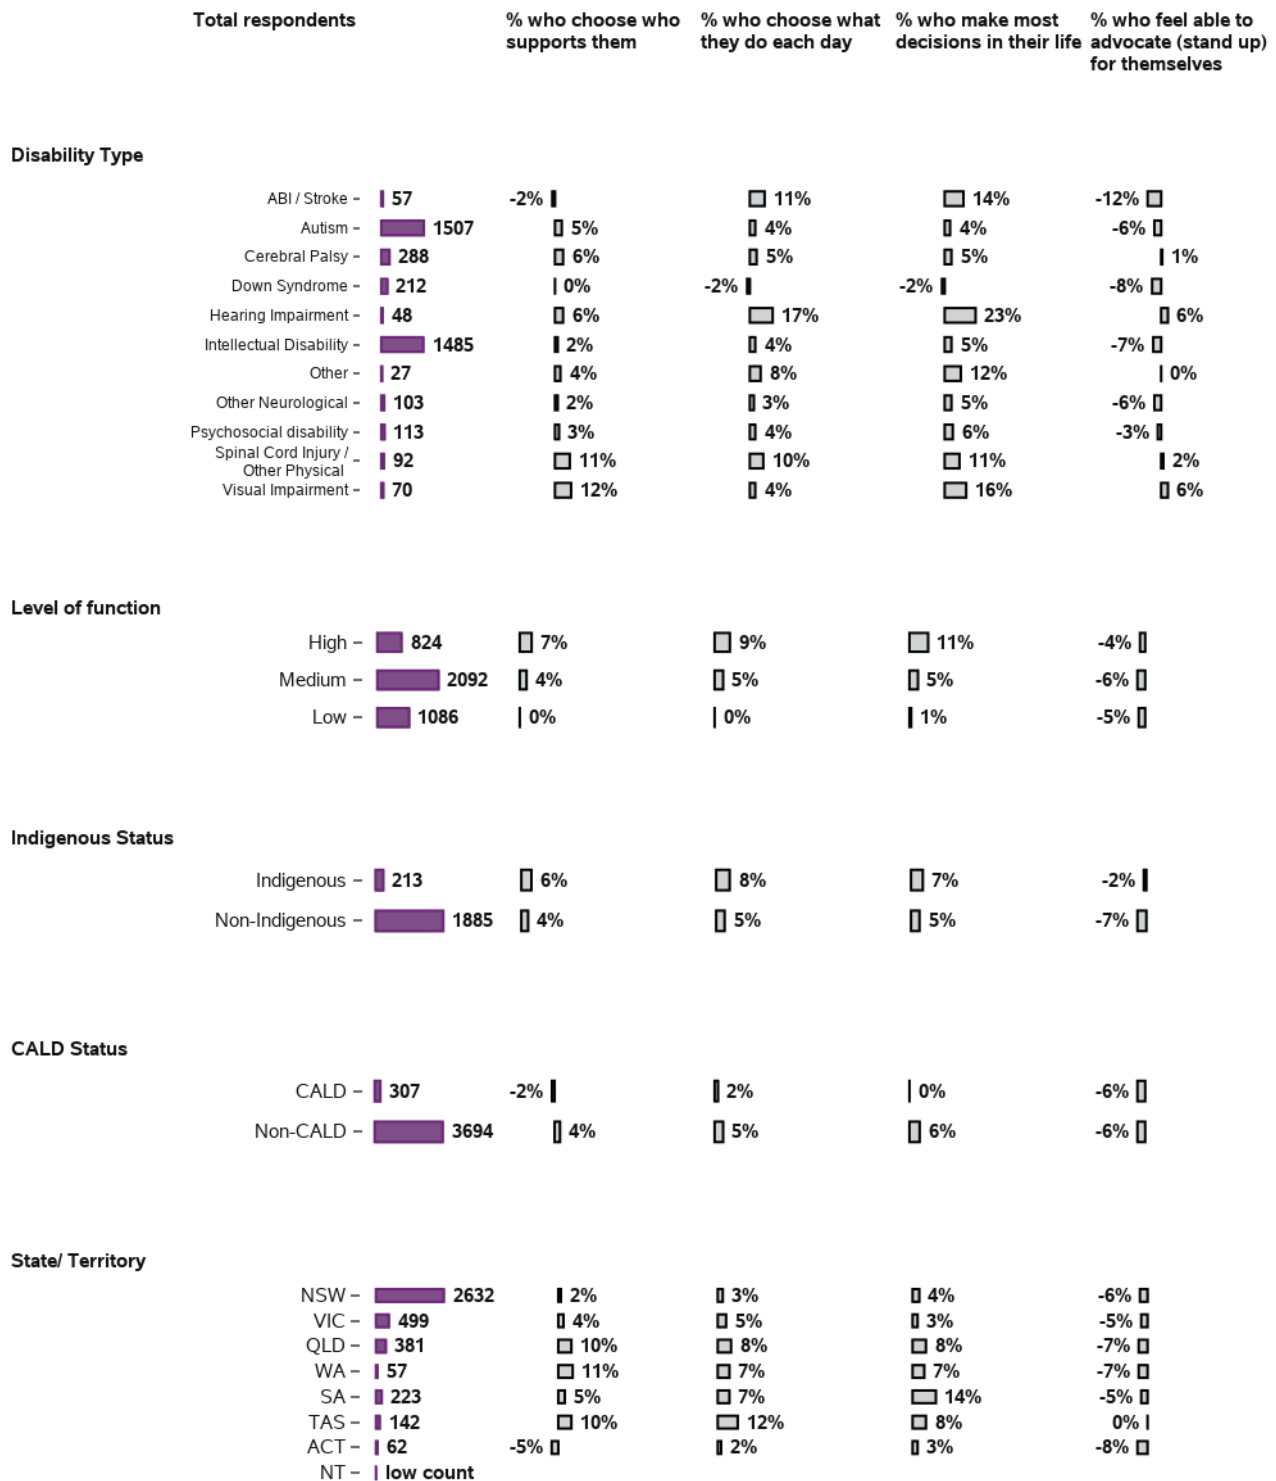 Total respondents
% who choose who supports them
% who choose what they do each day
% who make most decisions in their life
% who feel able to advocate (stand up) for themselves
Disability Type
ABI / Stroke – 57 -2% 11% 14% -12%
Autism – 1507 5% 4% 4% -6%
Cerebral Palsy – 288 6% 5% 5% 1%
Down Syndrome – 212 0% -2% -2% -8%
Hearing Impairment – 48 6% 17% 23% 6%
Intellectual Disability – 1485 2% 4% 5% -7%
Other – 27 4% 8% 12% 0%
Other Neurological – 103 2% 3% 5% -6%
Psychosocial disability – 113 3% 4% 6% -3%
Spinal Cord Injury /
Other Physical – 92 11% 10% 11% 2%
Visual Impairment – 70 12% 4% 16% 6%
Level of function
High – 824 7% 9% 11% -4%
Medium – 2092 4% 5% 5% -6%
Low – 1086 0% 0% 1% -5%
Indigenous Status
Indigenous – 213 6% 8% 7% -2%
Non-Indigenous – 1885 4% 5% 5% -7%
CALD Status
CALD – 307 -2% 2% 0% -6%
Non-CALD – 3694 4% 5% 6% -6%
State/ Territory
NSW – 2632 2% 3% 4% -6%
VIC – 499 4% 5% 3% -5%
QLD – 381 10% 8% 8% -7%
WA – 57 11% 7% 7% -7%
SA – 223 5% 7% 14% -5%
TAS – 142 10% 12% 8% 0%
ACT – 62 -5% 2% 3% -8%
NT – low count